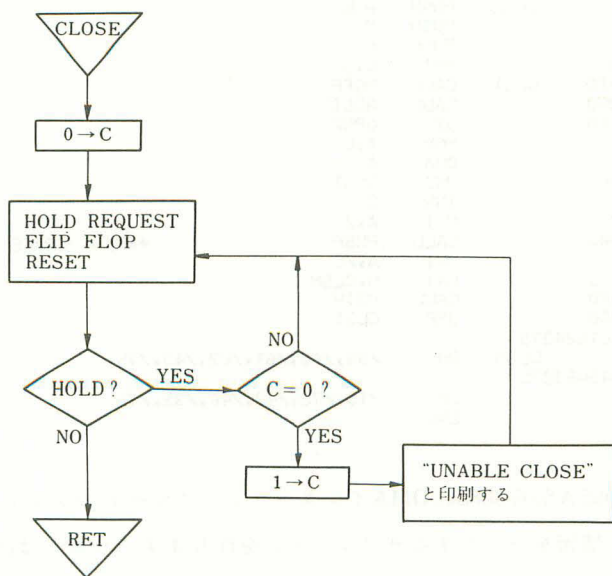 CLOSE
0→C
HOLD REQUEST
FLIP FLOP
RESET
HOLD?
YES
NO
C=0?
NO
YES
1→C
"UNABLE CLOSE"
と印刷する
RET